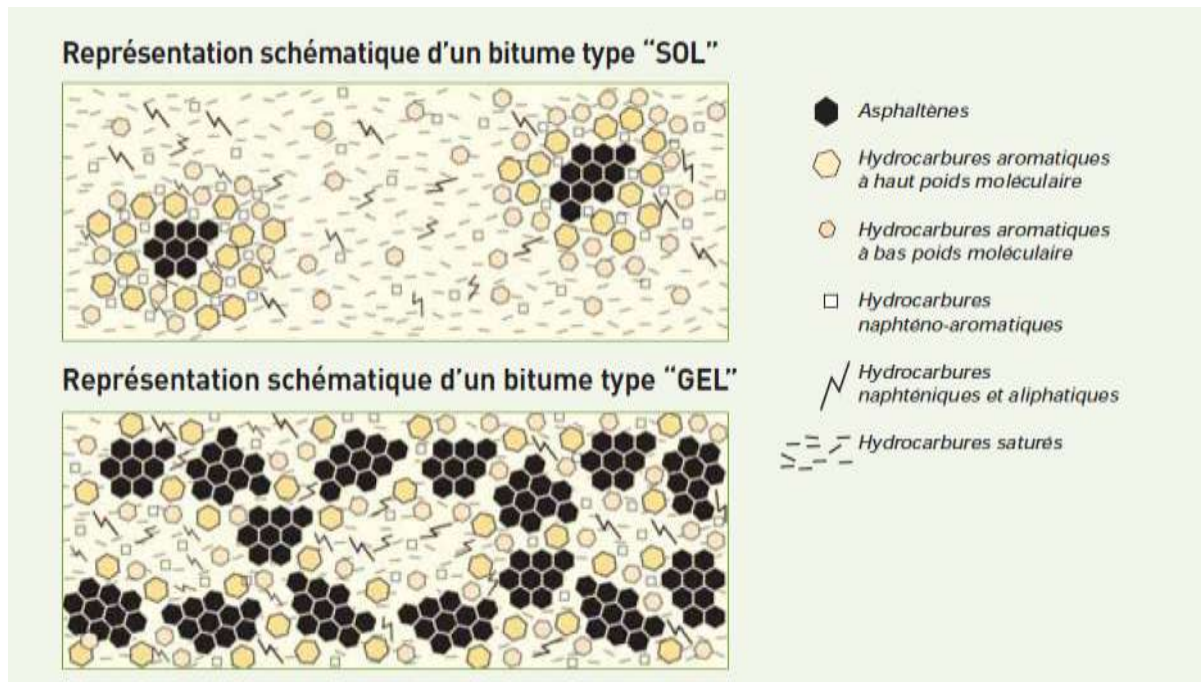 Représentation schématique d'un bitume type “SOL”
Asphaltènes
Hydrocarbures aromatiques
à haut poids moléculaire
Hydrocarbures aromatiques
à bas poids moléculaire
Hydrocarbures
naphténo-aromatiques
Représentation schématique d'un bitume type “GEL”
Hydrocarbures
naphténiques et aliphatiques
Hydrocarbures saturés